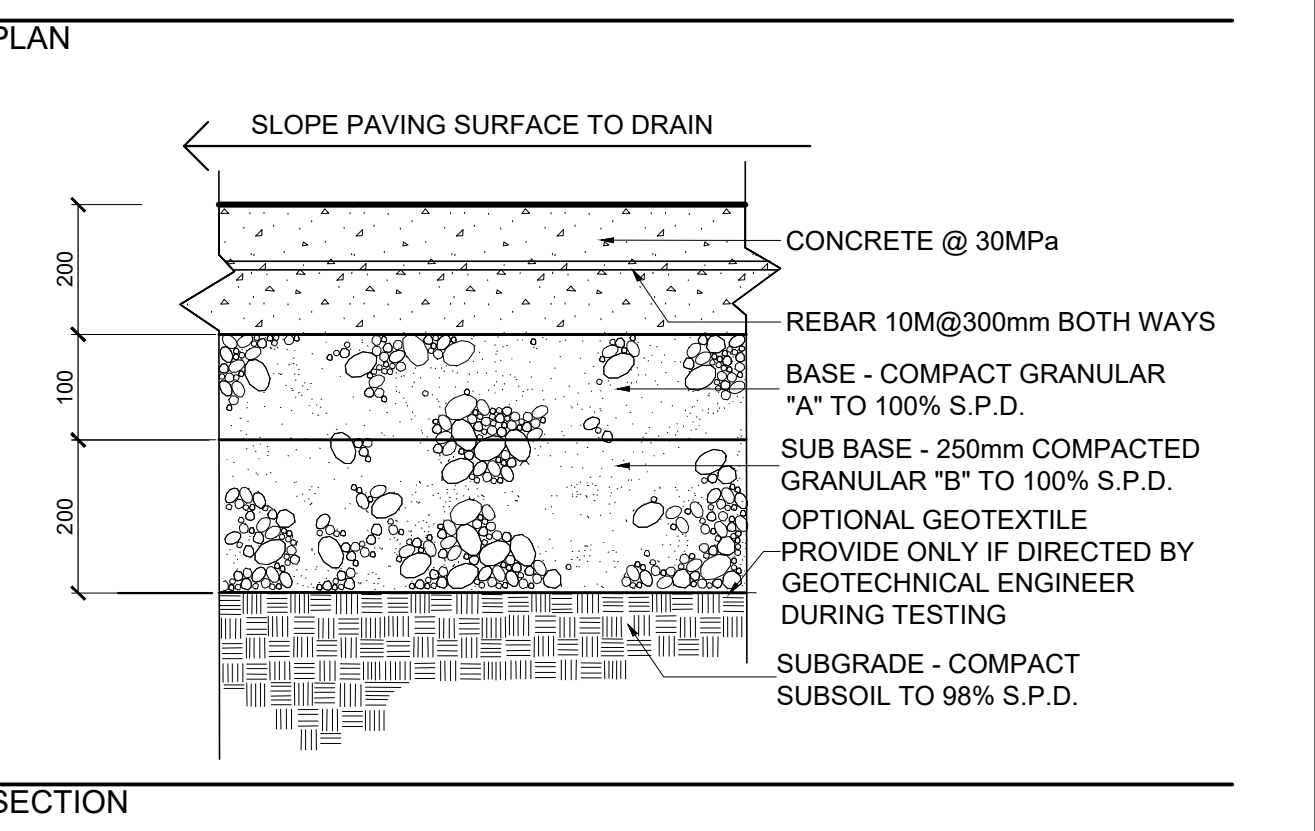 PLAN
SLOPE PAVING SURFACE TO DRAIN
200
CONCRETE @ 30MPa
REBAR 10M@300mm BOTH WAYS
100
BASE - COMPACT GRANULAR
"A" TO 100% S.P.D.
200
SUB BASE - 250mm COMPACTED
GRANULAR "B" TO 100% S.P.D.
OPTIONAL GEOTEXTILE
PROVIDE ONLY IF DIRECTED BY
GEOTECHNICAL ENGINEER
DURING TESTING
SUBGRADE - COMPACT
SUBSOIL TO 98% S.P.D.
SECTION